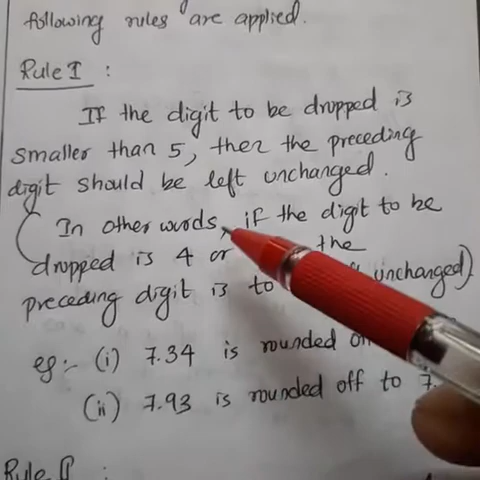 following rules are applied.
Rule I :
If the digit to be dropped is
smaller than 5, then the preceding
digit should be left unchanged.
(In other words, if the digit to be
dropped is 4 or the
preceding digit is to unchanged)
eg:- (i) 7.34 is rounded
(ii) 7.93 is rounded off to 7.
Rule II :